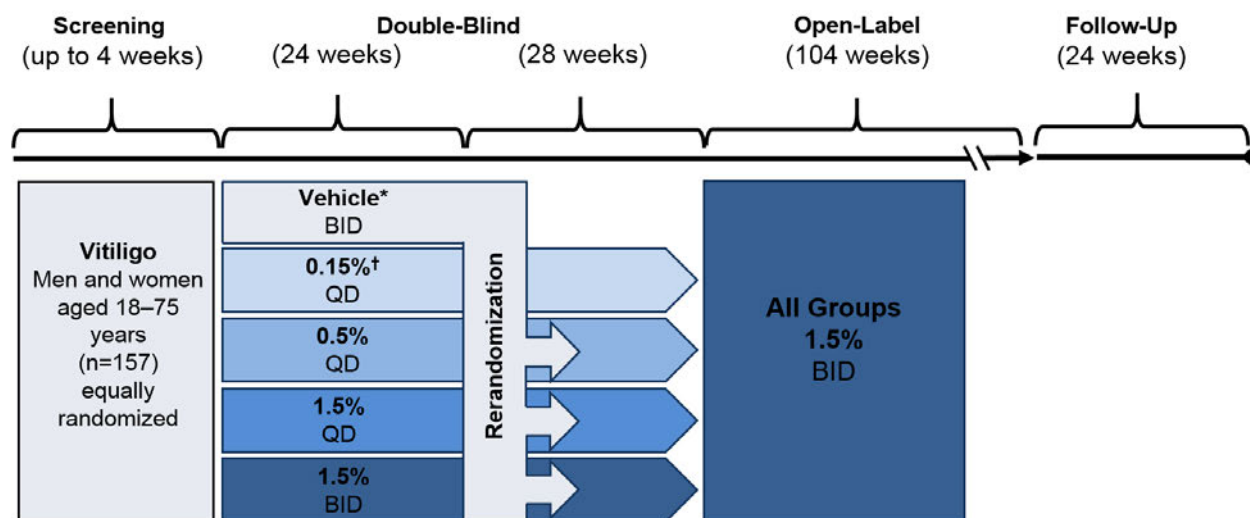 Screening
(up to 4 weeks)
Double-Blind
(24 weeks)
(28 weeks)
Open-Label
(104 weeks)
Follow-Up
(24 weeks)
Vitiligo
Men and women
aged 18–75
years
(n=157)
equally
randomized
Vehicle*
BID
0.15%†
QD
0.5%
QD
1.5%
QD
1.5%
BID
Rerandomization
All Groups
1.5%
BID